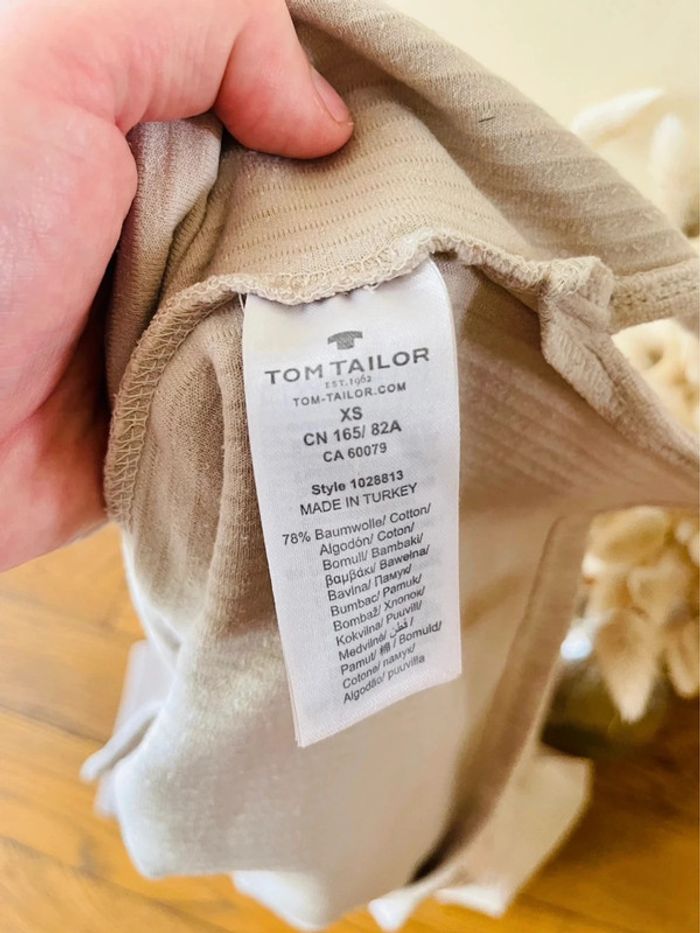 TOM TAILOR
EST. 1962
TOM-TAILOR.COM
XS
CN 165/ 82A
CA 60079
Style 1028813
MADE IN TURKEY
78% Baumwolle/ Cotton/
Algodón/ Coton/
Bomull/ Bambaki/
βαμβάκι/ Bawełna/
Bavlna/ Памук/
Bumbac/ Pamuk/
Bombaž/ Хлопок/
Kokvilna/ Puuvill/
Medvilnė/ قطن/
Pamut/ 棉/ Bomuld/
Cotone/ памук/
Algodão/ puuvilla